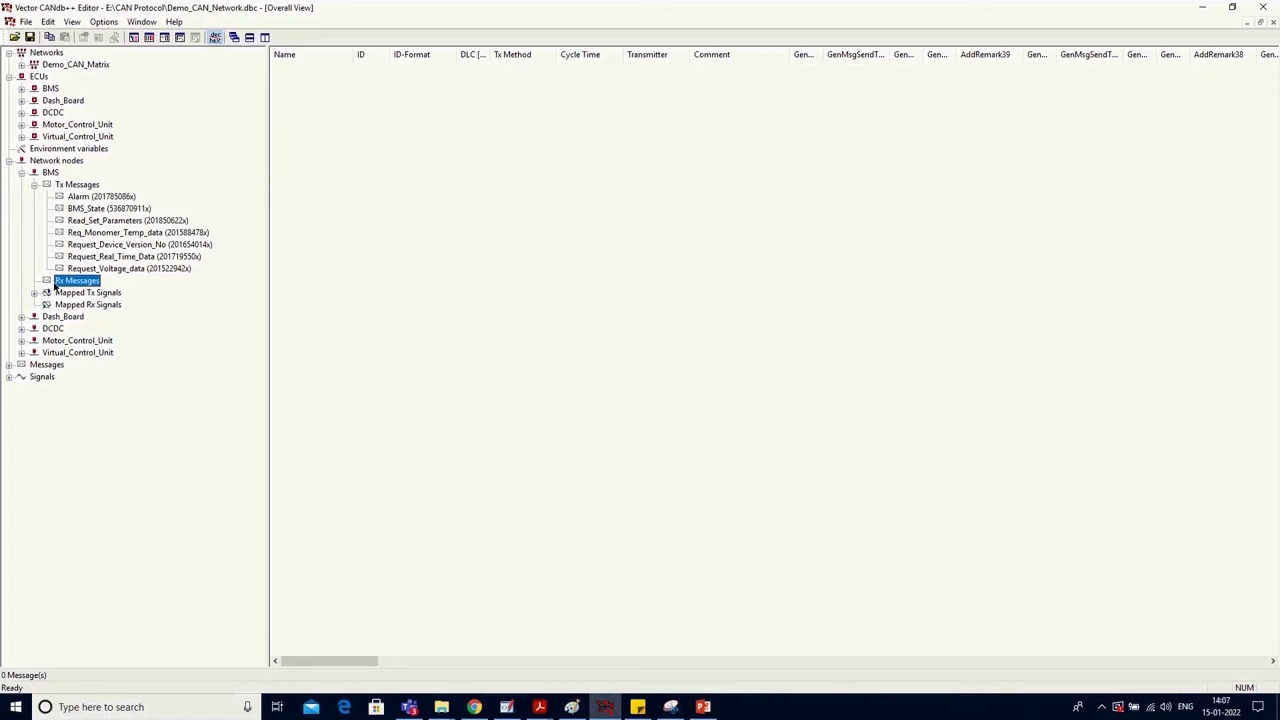 Vector CANdb++ Editor - E:\CAN Protocol\Demo_CAN_Network.dbc - [Overall View]
File Edit View Options Window Help
Name ID ID-Format DLC [... Tx Method Cycle Time Transmitter Comment Gen... GenMsgSendT... Gen... Gen... AddRemark39 Gen... GenMsgSendT... Gen... Gen... AddRemark38 Gen...
Networks
Demo_CAN_Matrix
ECUs
BMS
Dash_Board
DCDC
Motor_Control_Unit
Virtual_Control_Unit
Environment variables
Network nodes
BMS
Tx Messages
Alarm (201785086x)
BMS_State (536870911x)
Read_Set_Parameters (201850622x)
Req_Monomer_Temp_data (201588478x)
Request_Device_Version_No (201654014x)
Request_Real_Time_Data (201719550x)
Request_Voltage_data (201522942x)
Rx Messages
Mapped Tx Signals
Mapped Rx Signals
Dash_Board
DCDC
Motor_Control_Unit
Virtual_Control_Unit
Messages
Signals
0 Message(s)
Ready NUM
Type here to search
ENG
14:07
15-01-2022